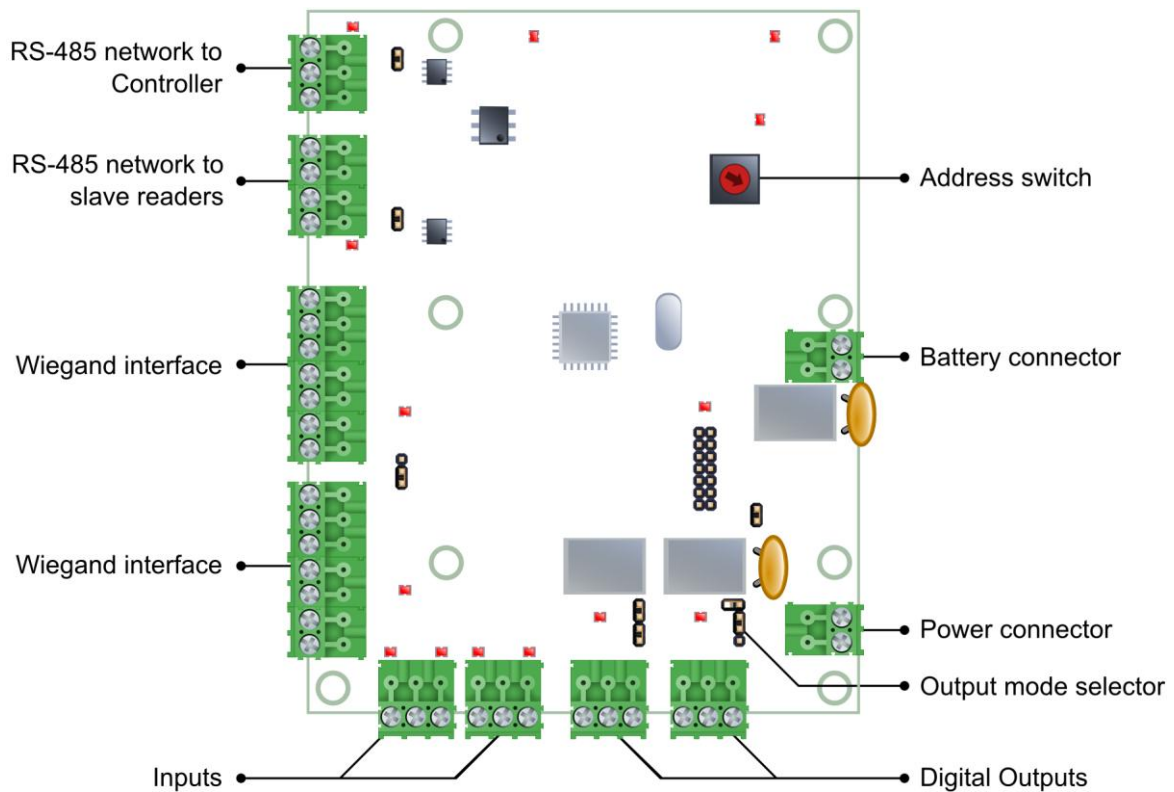 RS-485 network to
Controller
RS-485 network to
slave readers
Wiegand interface
Wiegand interface
Inputs
Address switch
Battery connector
Power connector
Output mode selector
Digital Outputs